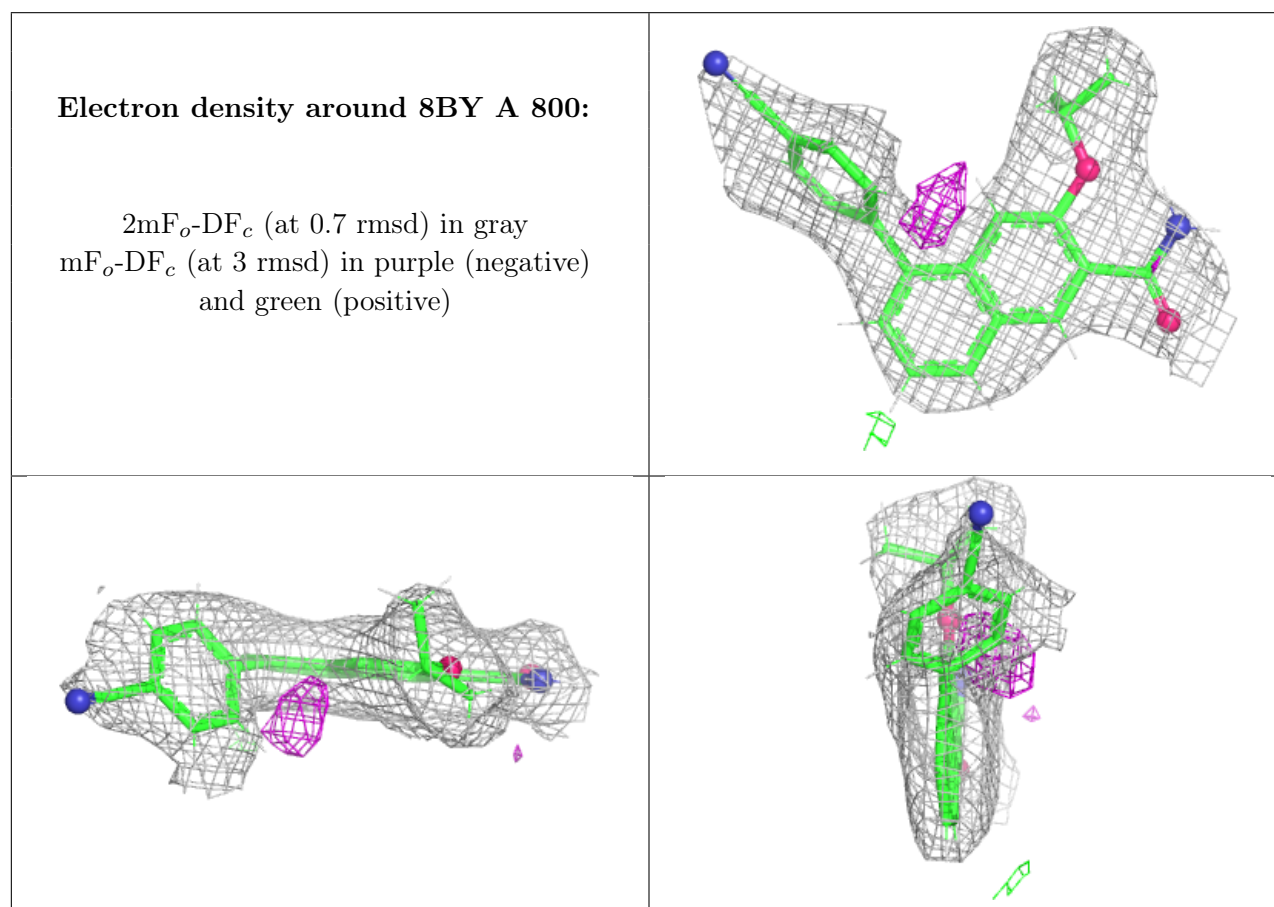 Electron density around 8BY A 800:
2mFo-DFc (at 0.7 rmsd) in gray
mFo-DFc (at 3 rmsd) in purple (negative)
and green (positive)